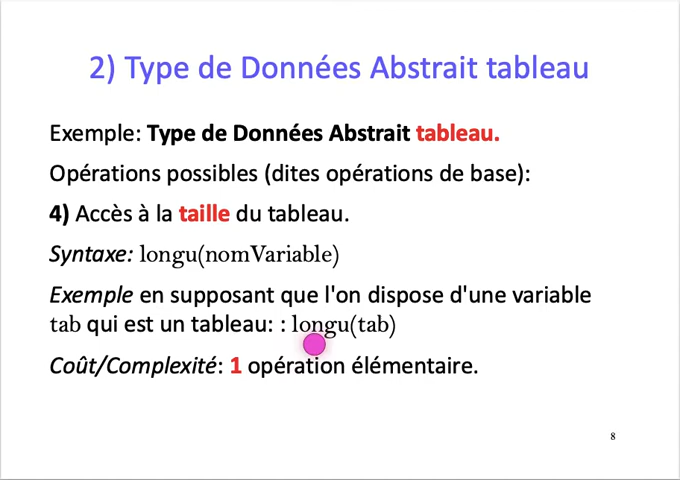 2) Type de Données Abstrait tableau
Exemple: Type de Données Abstrait tableau.
Opérations possibles (dites opérations de base):
4) Accès à la taille du tableau.
Syntaxe: longu(nomVariable)
Exemple en supposant que l'on dispose d'une variable
tab qui est un tableau: : longu(tab)
Coût/Complexité: 1 opération élémentaire.
8